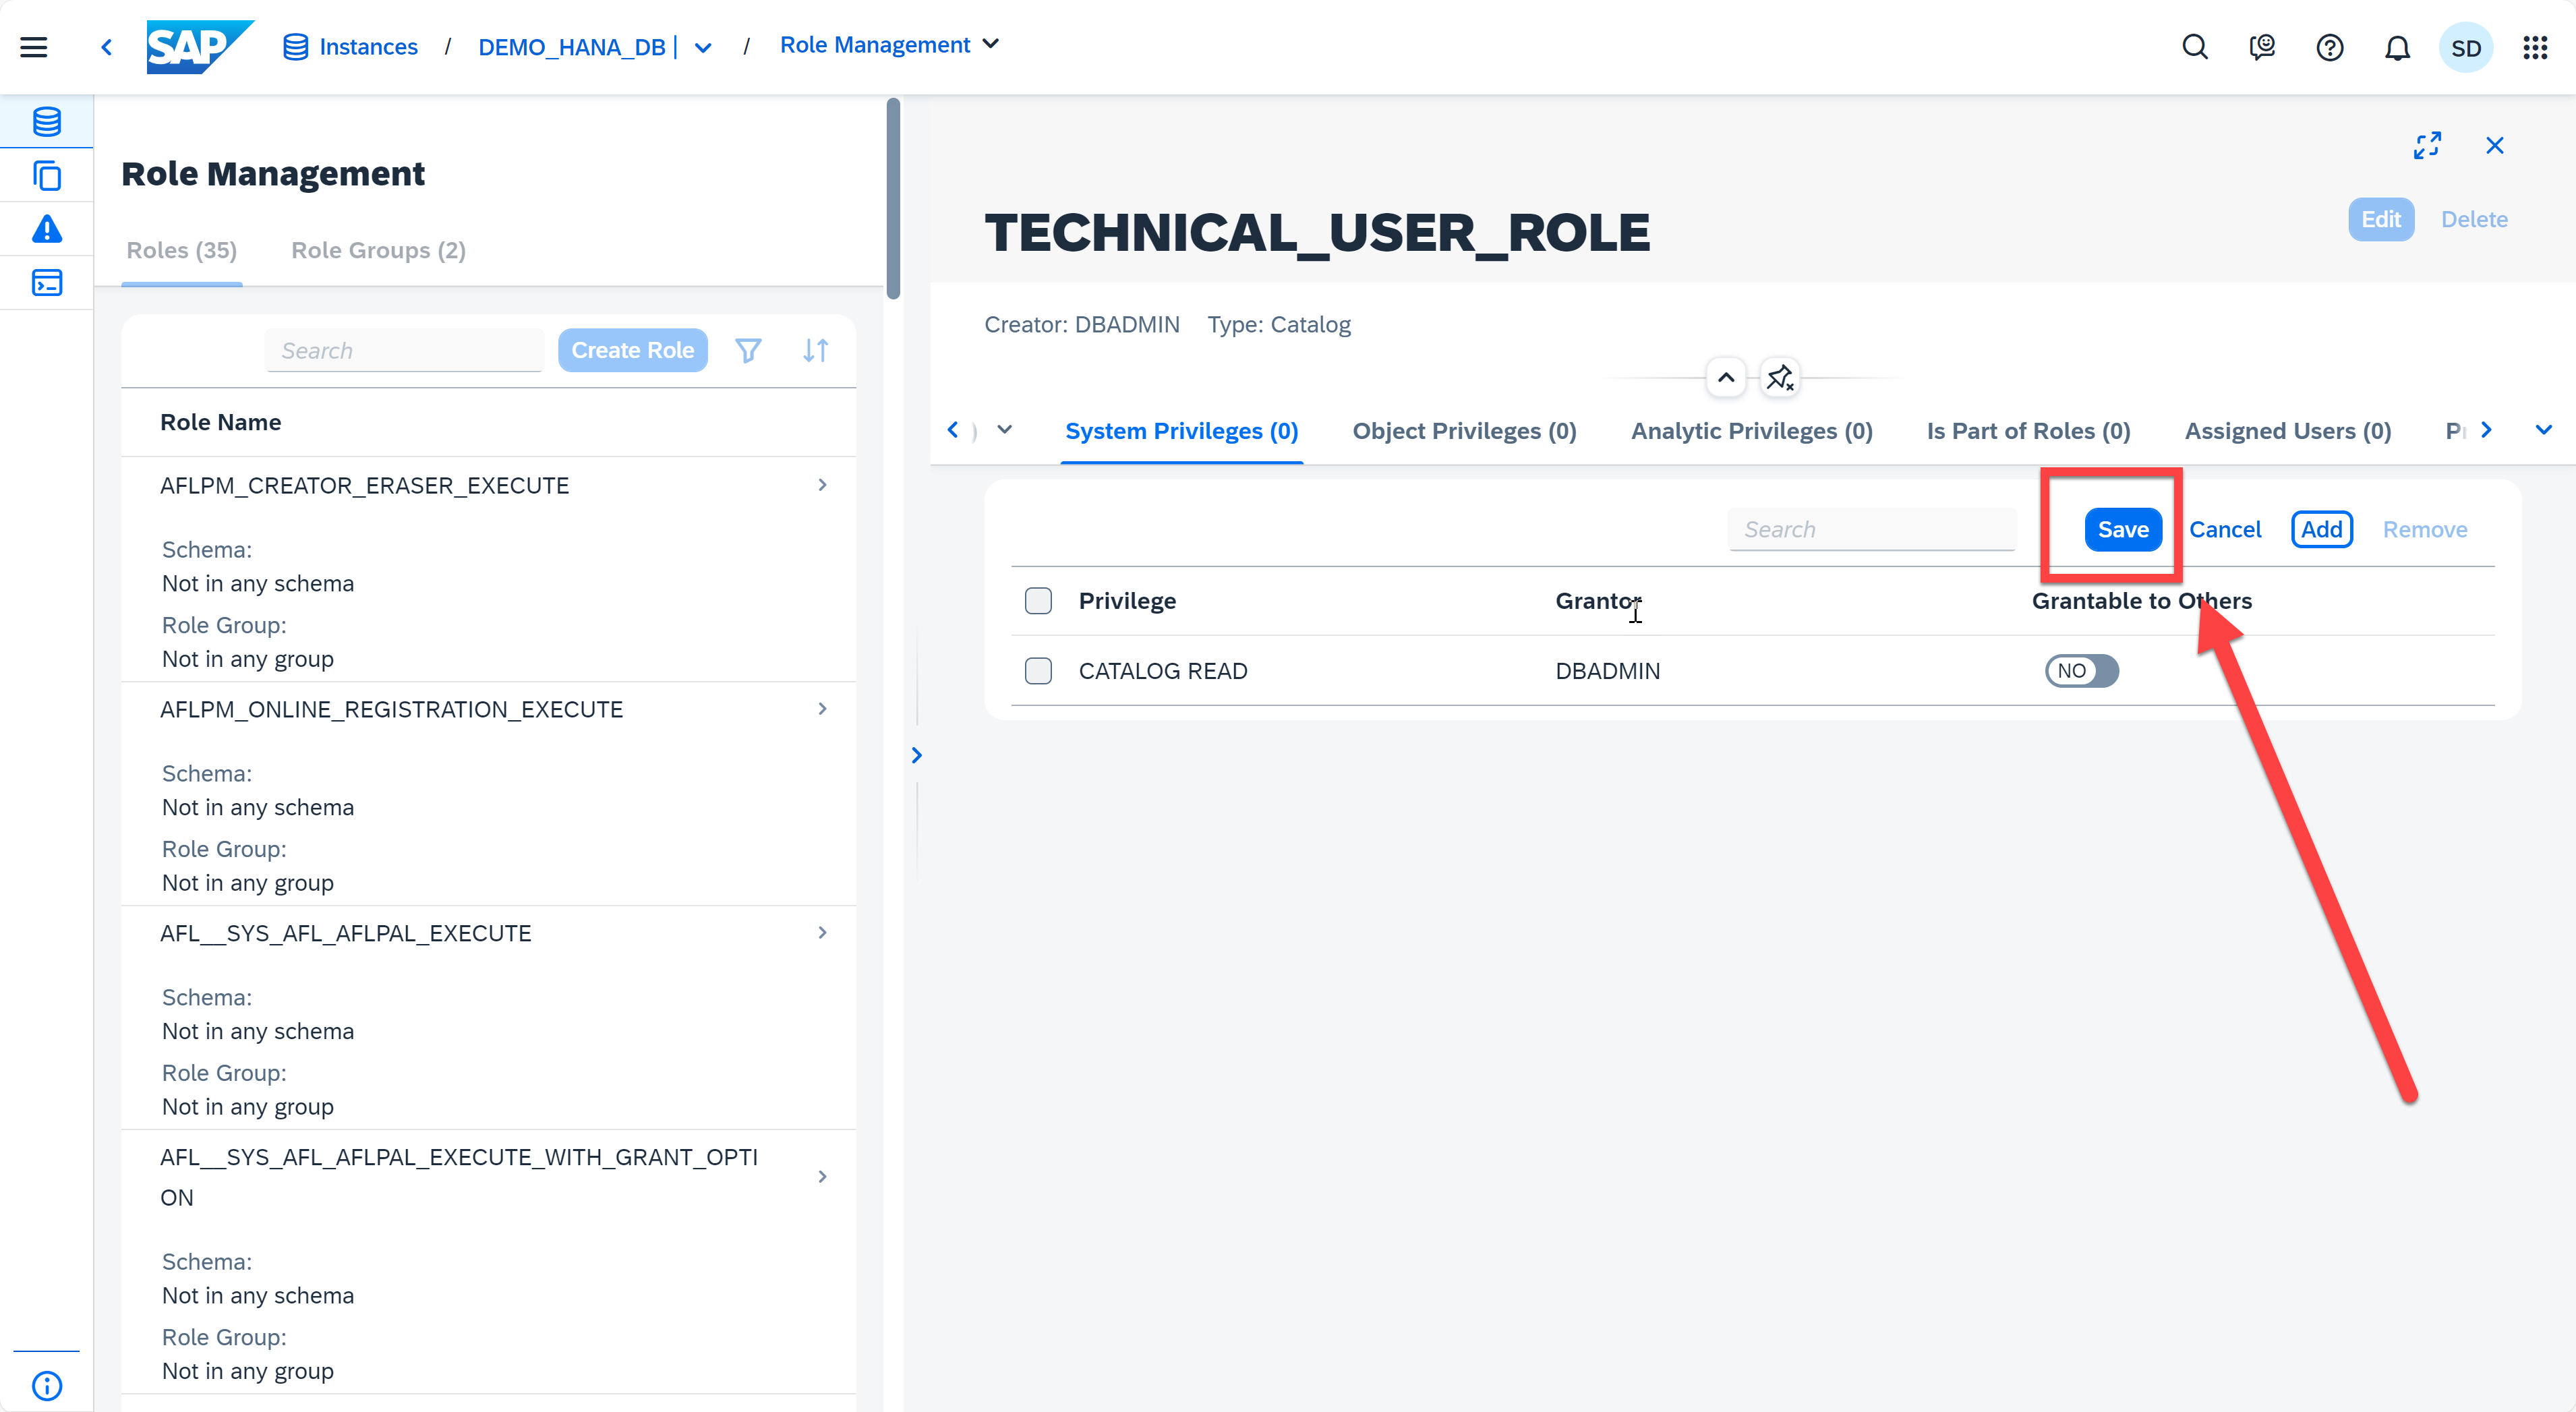 SAP
Instances / DEMO_HANA_DB | / Role Management
SD
Role Management
Roles (35) Role Groups (2)
Search Create Role
Role Name
AFLPM_CREATOR_ERASER_EXECUTE
Schema:
Not in any schema
Role Group:
Not in any group
AFLPM_ONLINE_REGISTRATION_EXECUTE
Schema:
Not in any schema
Role Group:
Not in any group
AFL__SYS_AFL_AFLPAL_EXECUTE
Schema:
Not in any schema
Role Group:
Not in any group
AFL__SYS_AFL_AFLPAL_EXECUTE_WITH_GRANT_OPTI
ON
Schema:
Not in any schema
Role Group:
Not in any group
TECHNICAL_USER_ROLE
Edit Delete
Creator: DBADMIN Type: Catalog
) System Privileges (0) Object Privileges (0) Analytic Privileges (0) Is Part of Roles (0) Assigned Users (0)
Search Save Cancel Add Remove
Privilege Grantor Grantable to Others
CATALOG READ DBADMIN NO